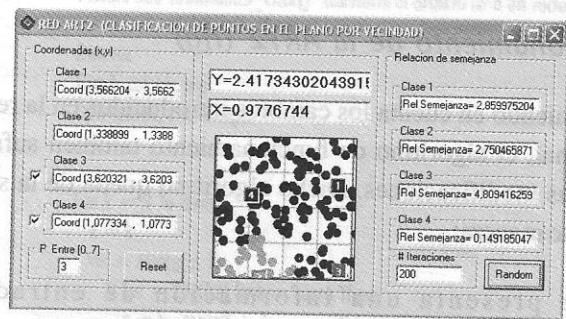 RED ART2 (CLASIFICACION DE PUNTOS EN EL PLANO POR VECINDAD)
Coordenadas (x,y)
Clase 1
Coord (3,566204 , 3,5662
Clase 2
Coord (1,338899 , 1,3388
Clase 3
Coord (3,620321 , 3,6203
Clase 4
Coord (1,077334 , 1,0773
P Entre [0..7]
3
Reset
Y=2.41734302043915
X=0,9776744
4
1
3
Relacion de semejanza
Clase 1
Rel Semejanza= 2,859975204
Clase 2
Rel Semejanza= 2,750465871
Clase 3
Rel Semejanza= 4,809416259
Clase 4
Rel Semejanza= 0,149185047
# Iteraciones
200
Random